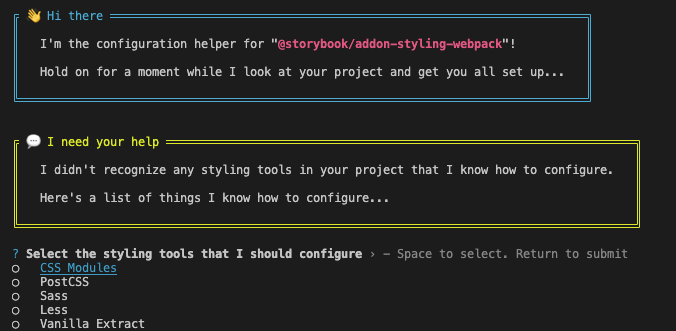 👋 Hi there
I'm the configuration helper for "@storybook/addon-styling-webpack"!
Hold on for a moment while I look at your project and get you all set up...
💬 I need your help
I didn't recognize any styling tools in your project that I know how to configure.
Here's a list of things I know how to configure...
? Select the styling tools that I should configure › – Space to select. Return to submit
○ CSS Modules
○ PostCSS
○ Sass
○ Less
○ Vanilla Extract